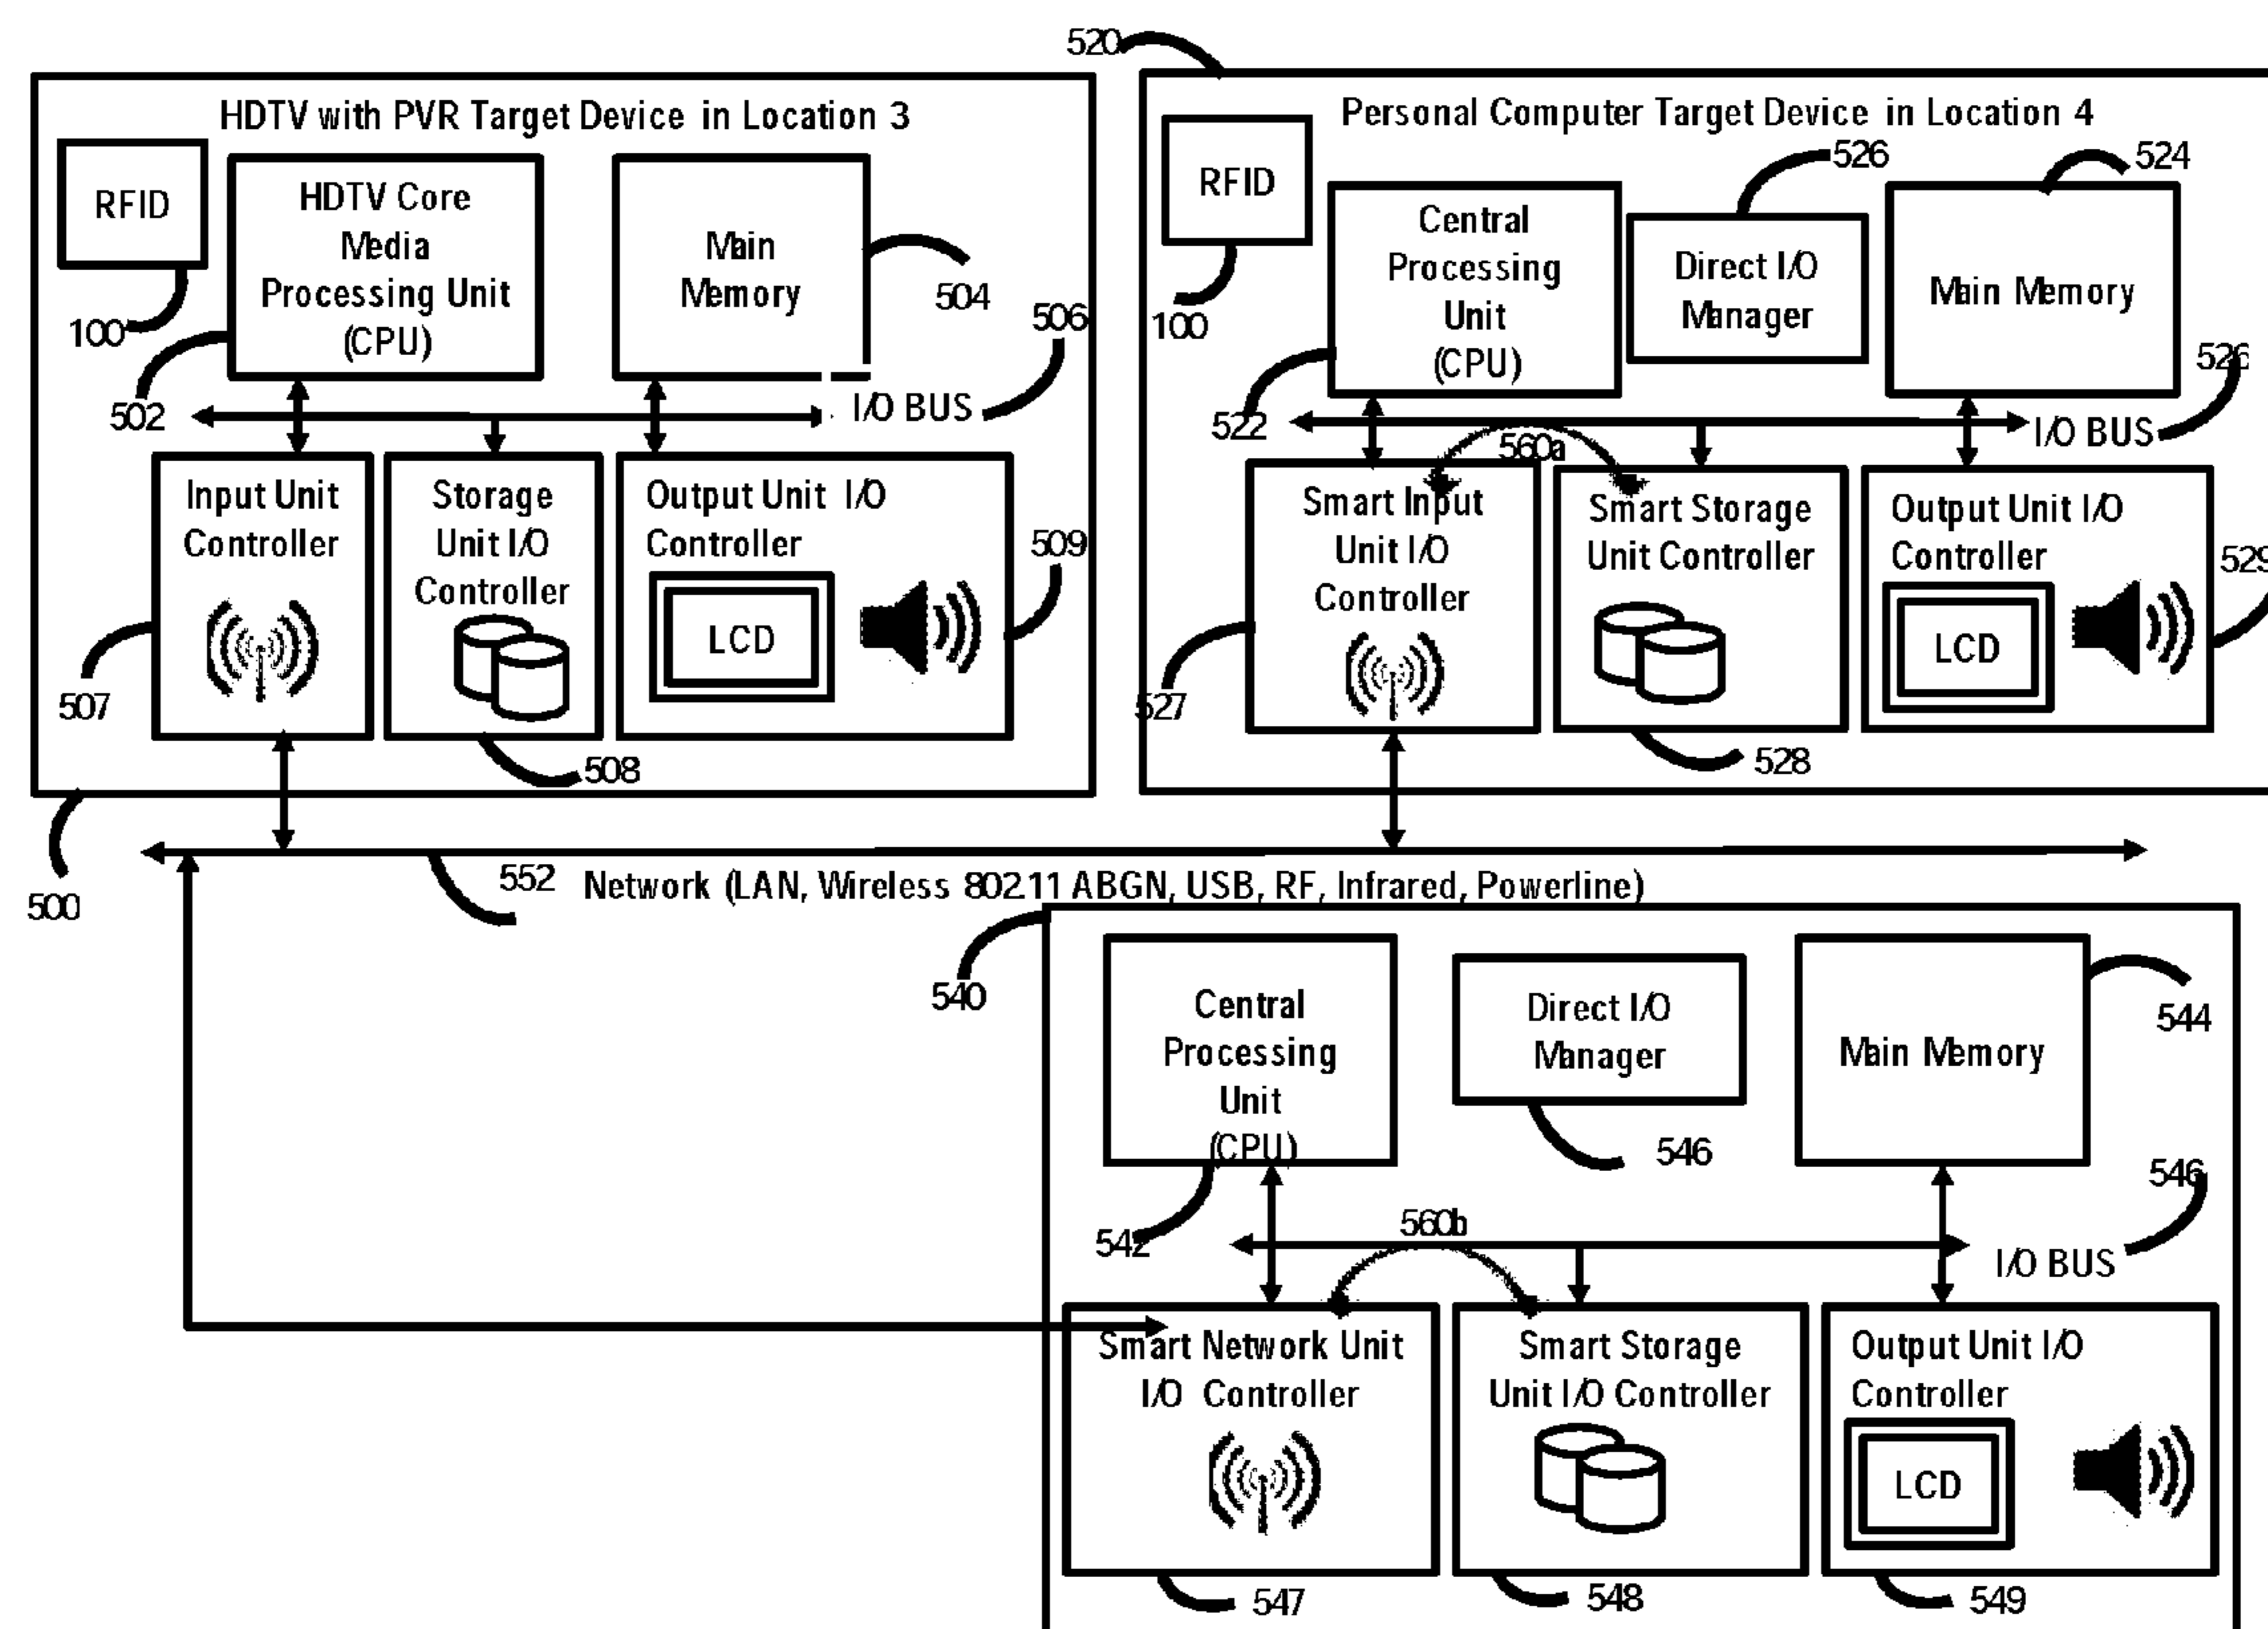 520
HDTV with PVR Target Device in Location 3
RFID
100
HDTV Core
Media
Processing Unit
(CPU)
502
Main
Memory
504
506
I/O BUS
Input Unit
Controller
507
Storage
Unit I/O
Controller
508
Output Unit I/O
Controller
LCD
509
500
Personal Computer Target Device in Location 4
RFID
100
Central
Processing
Unit
(CPU)
522
526
Direct I/O
Manager
524
Main Memory
526
I/O BUS
560a
Smart Input
Unit I/O
Controller
527
Smart Storage
Unit Controller
528
Output Unit I/O
Controller
LCD
529
552
Network (LAN, Wireless 802.11 ABGN, USB, RF, Infrared, Powerline)
540
Central
Processing
Unit
(CPU)
542
Direct I/O
Manager
546
Main Memory
544
546
I/O BUS
560b
Smart Network Unit
I/O Controller
547
Smart Storage
Unit I/O Controller
548
Output Unit I/O
Controller
LCD
549